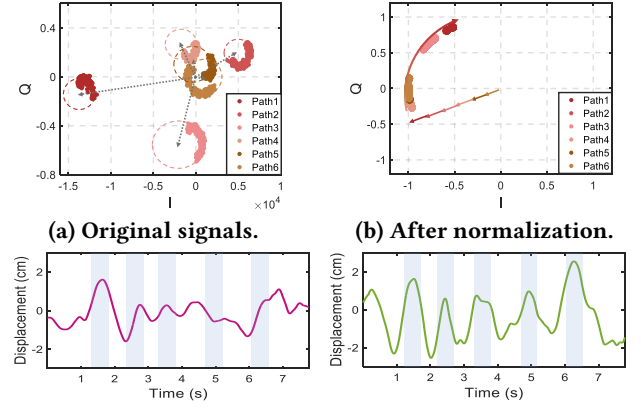 0.8
0.4
0
-0.4
-0.8
Q
-1.5
-1
-0.5
0
0.5
1
I
×10⁴
Path1
Path2
Path3
Path4
Path5
Path6
(a) Original signals.
1
0.5
0
-0.5
-1
Q
-1
-0.5
0
0.5
1
I
Path1
Path2
Path3
Path4
Path5
Path6
(b) After normalization.
2
0
-2
Displacement (cm)
1 2 3 4 5 6 7
Time (s)
2
0
-2
Displacement (cm)
1 2 3 4 5 6 7
Time (s)